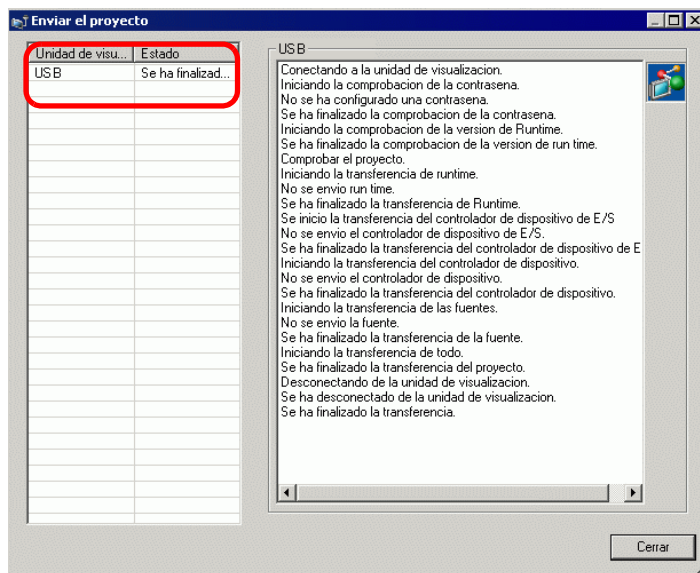 Enviar el proyecto
Unidad de visu... Estado
USB Se ha finalizad...
USB
Conectando a la unidad de visualizacion.
Iniciando la comprobacion de la contrasena.
No se ha configurado una contrasena.
Se ha finalizado la comprobacion de la contrasena.
Iniciando la comprobacion de la version de Runtime.
Se ha finalizado la comprobacion de la version de run time.
Comprobar el proyecto.
Iniciando la transferencia de runtime.
No se envio run time.
Se ha finalizado la transferencia de Runtime.
Se inicio la transferencia del controlador de dispositivo de E/S
No se envio el controlador de dispositivo de E/S.
Se ha finalizado la transferencia del controlador de dispositivo de E
Iniciando la transferencia del controlador de dispositivo.
No se envio el controlador de dispositivo.
Se ha finalizado la transferencia del controlador de dispositivo.
Iniciando la transferencia de las fuentes.
No se envio la fuente.
Se ha finalizado la transferencia de la fuente.
Iniciando la transferencia de todo.
Se ha finalizado la transferencia del proyecto.
Desconectando de la unidad de visualizacion.
Se ha desconectado de la unidad de visualizacion.
Se ha finalizado la transferencia.
Cerrar